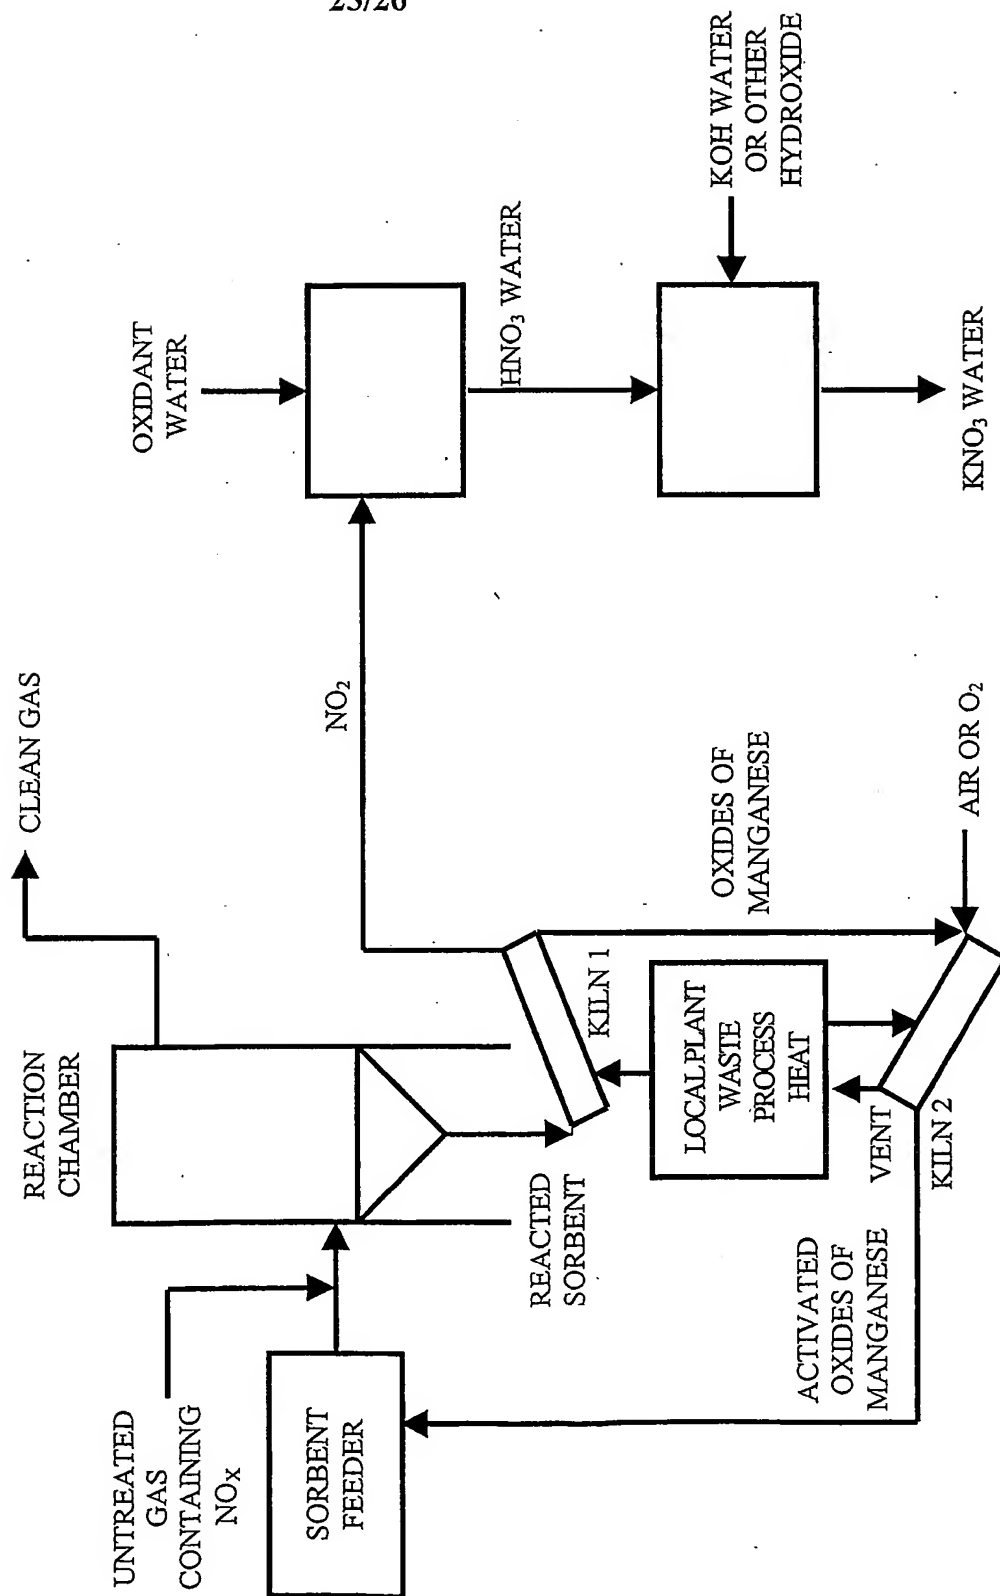 23/26
UNTREATED
GAS
CONTAINING
NOX
SORBENT
FEEDER
REACTION
CHAMBER
CLEAN GAS
REACTED
SORBENT
ACTIVATED
OXIDES OF
MANGANESE
KILN 1
LOCALPLANT
WASTE
PROCESS
HEAT
VENT
KILN 2
OXIDES OF
MANGANESE
AIR OR O2
NO2
OXIDANT
WATER
HNO3 WATER
KOH WATER
OR OTHER
HYDROXIDE
KNO3 WATER